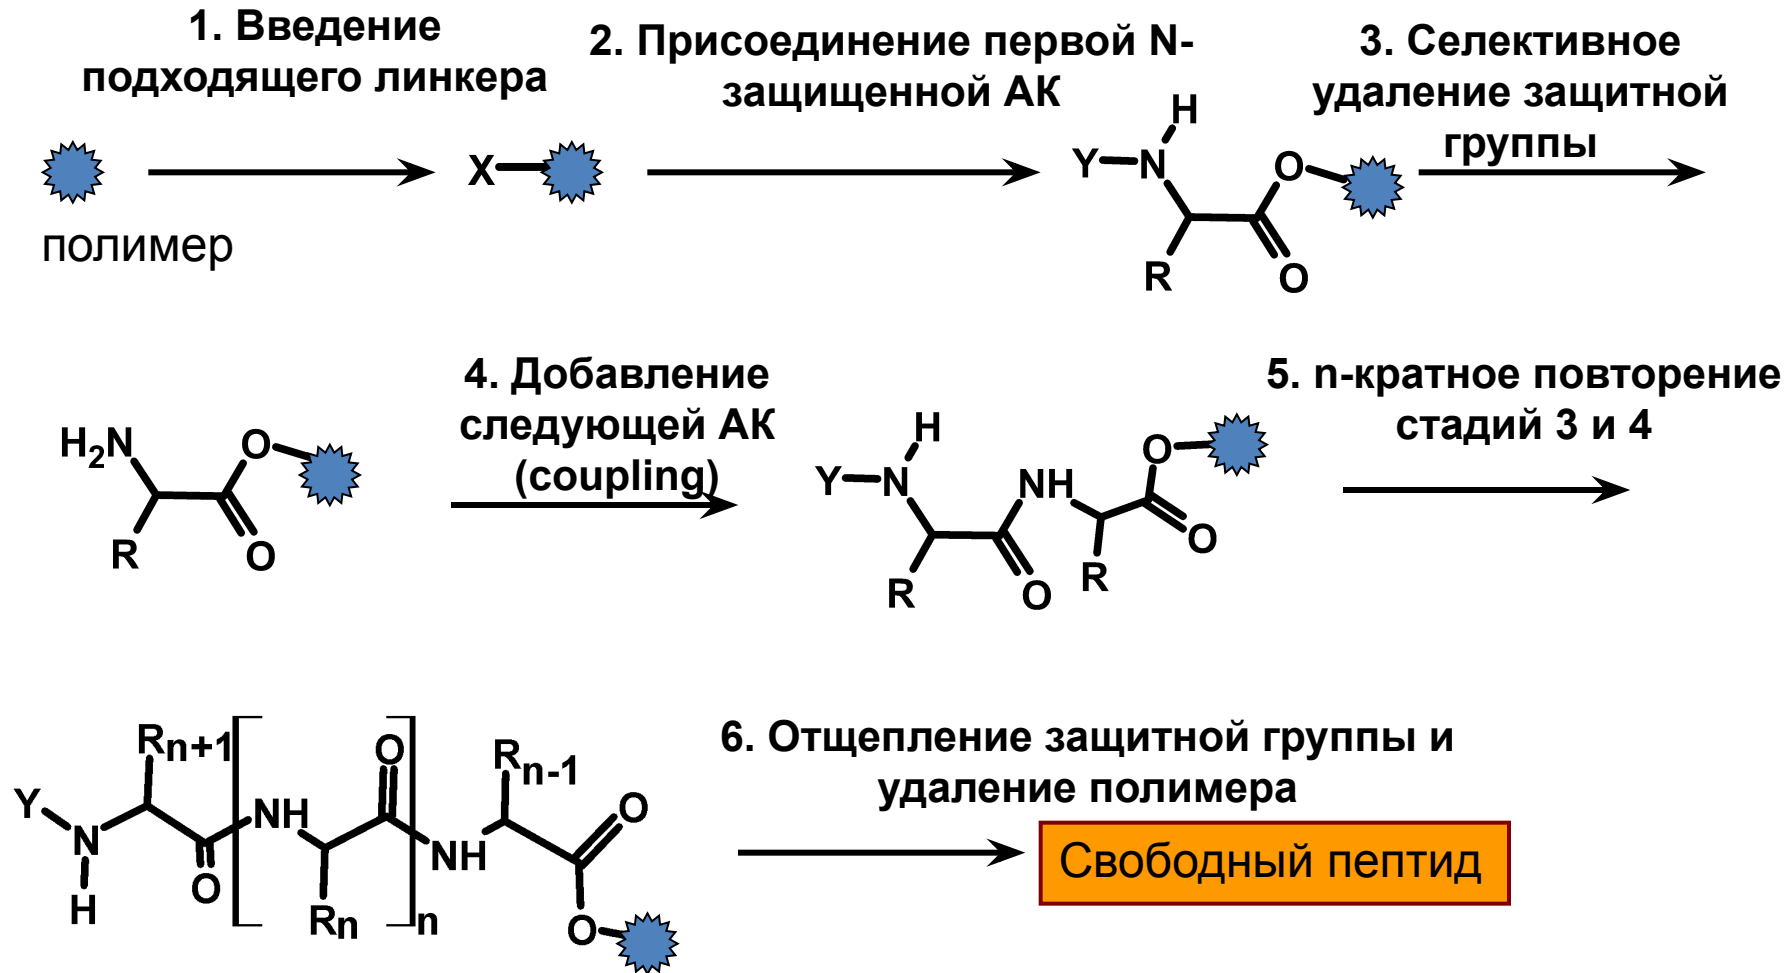 1. Введение
подходящего линкера
2. Присоединение первой N-
защищенной АК
3. Селективное
удаление защитной
группы
X
полимер
H
Y N O
R O
4. Добавление
следующей АК
(coupling)
5. n-кратное повторение
стадий 3 и 4
H2N O
R O
H
Y N NH O
R O R O
6. Отщепление защитной группы и
удаление полимера
Свободный пептид
Rn+1 O Rn-1
Y N NH NH O
H O Rn n O